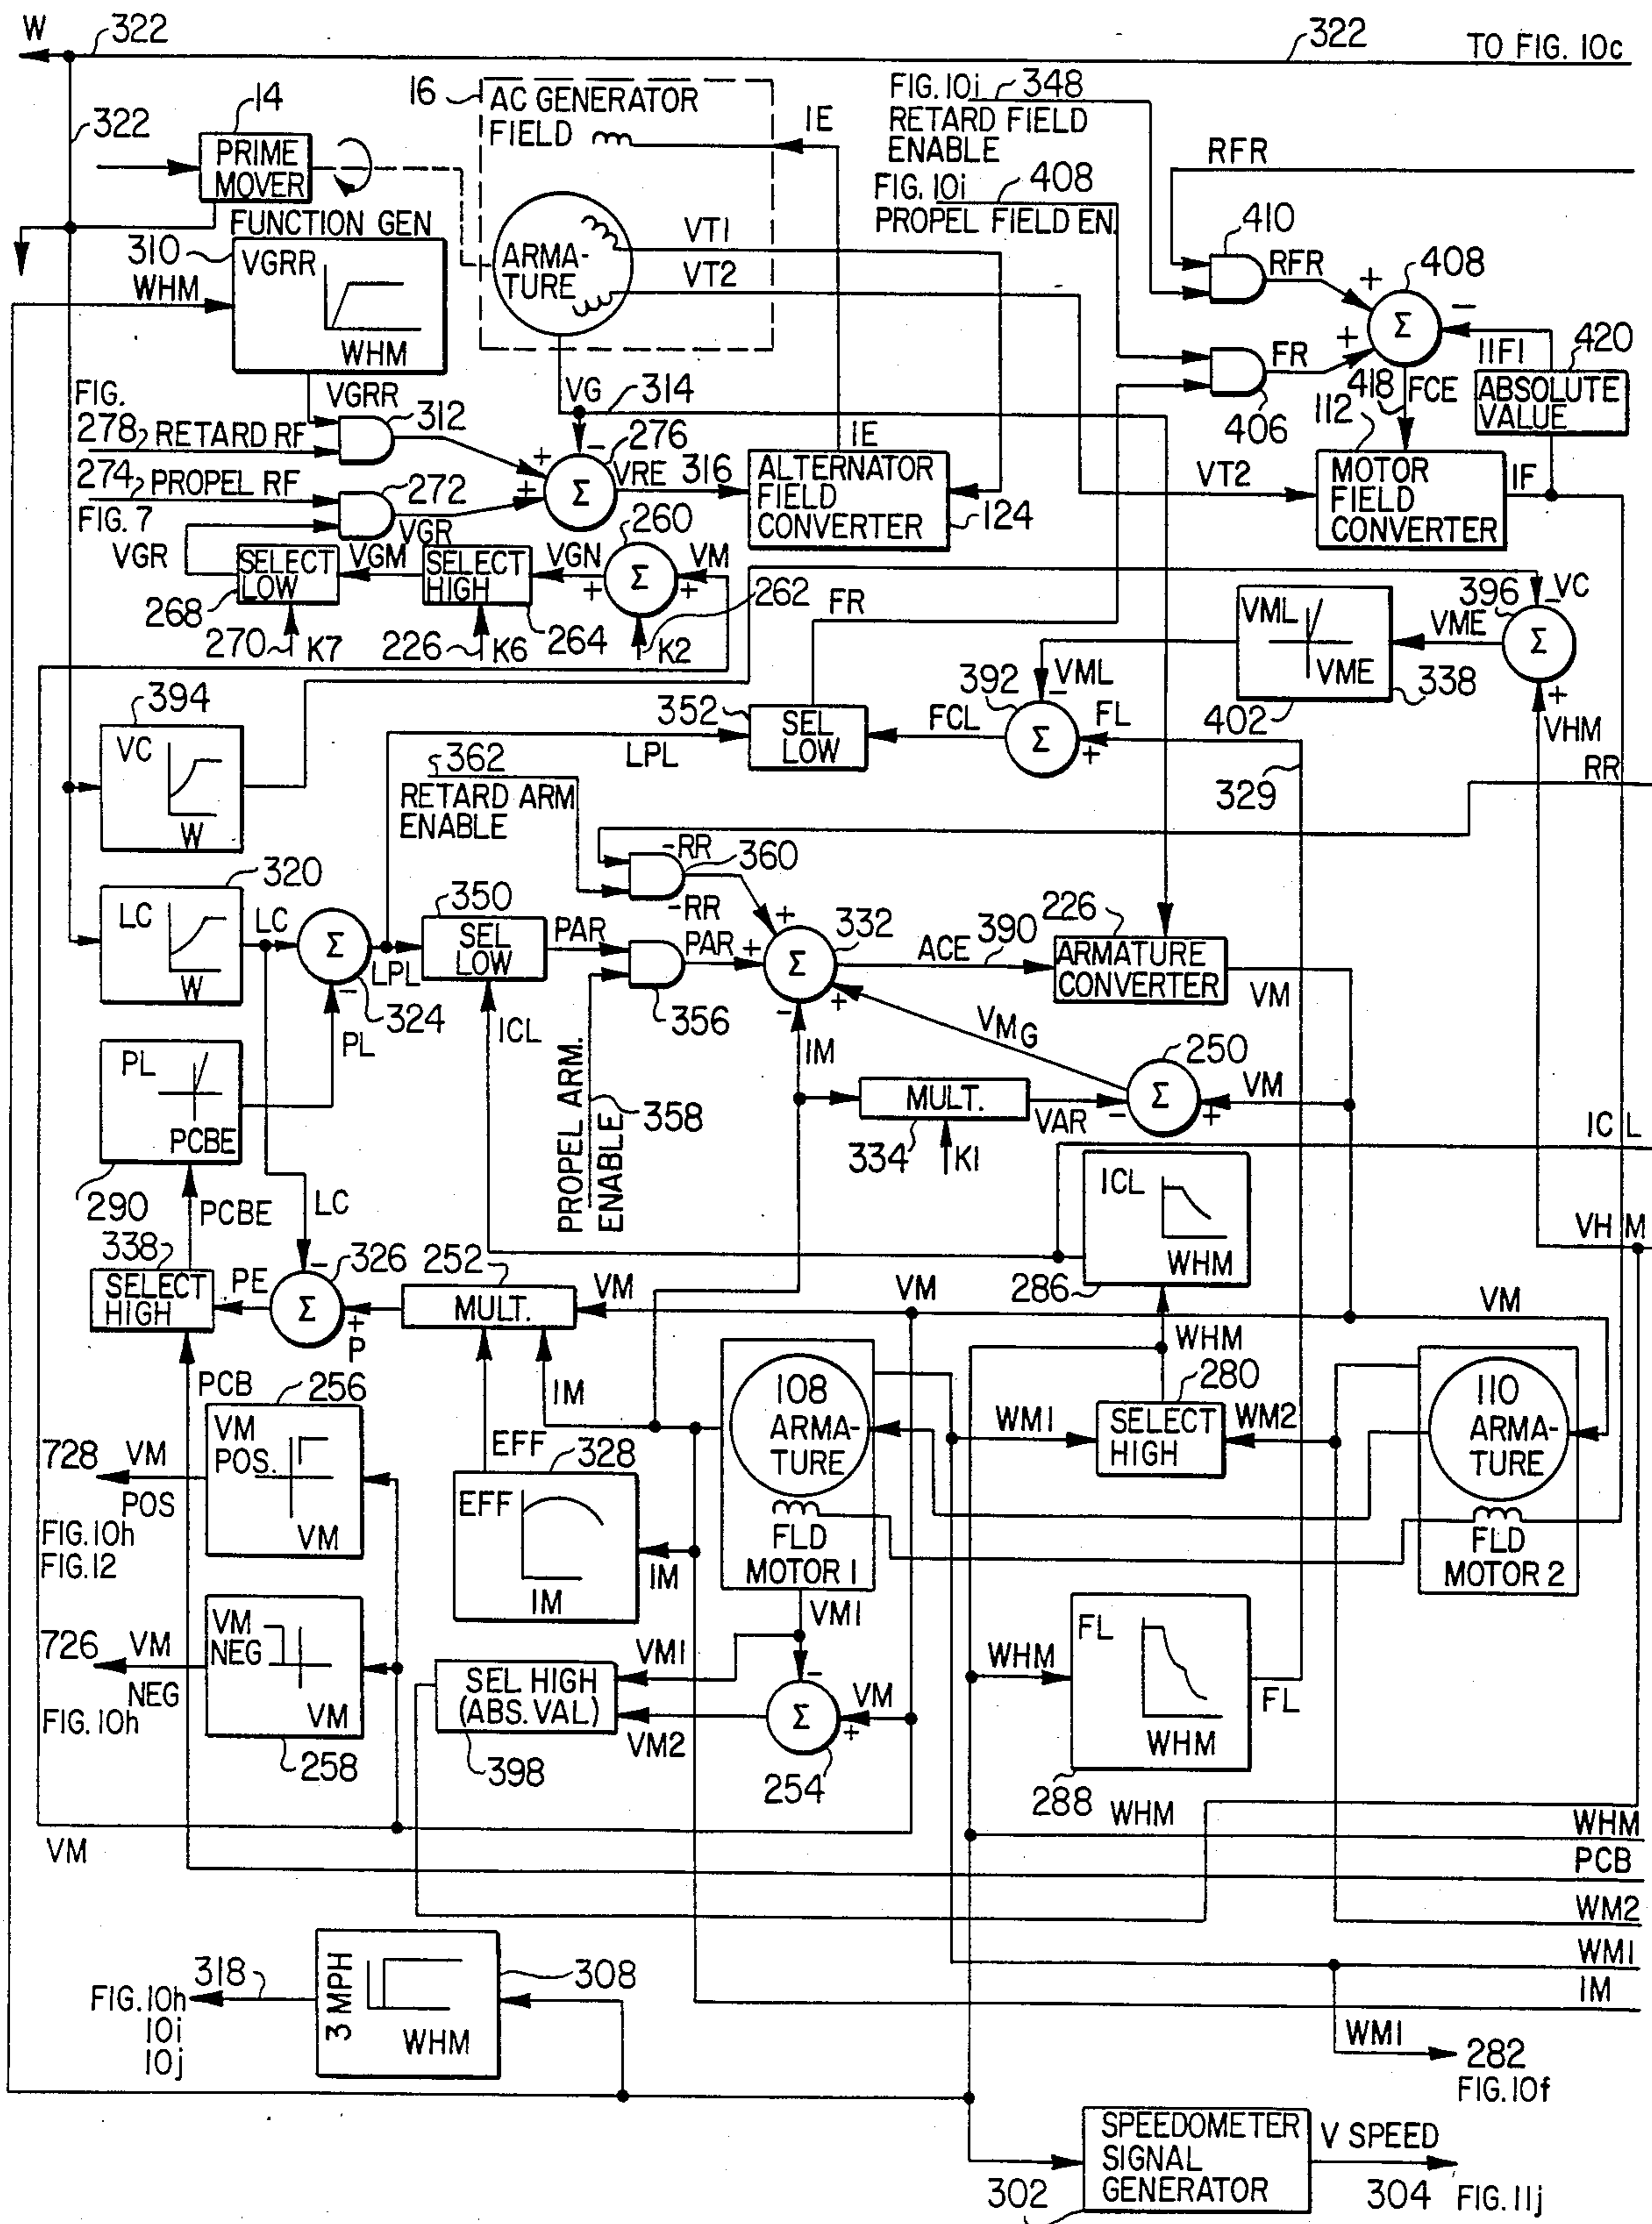 W
322
322
TO FIG. 10c
322
14
PRIME
MOVER
16
AC GENERATOR
FIELD
IE
ARMA-
TURE
VT1
VT2
FIG. 10i 348
RETARD FIELD
ENABLE
FIG. 10i 408
PROPEL FIELD EN.
RFR
410
RFR
+
408
Σ
-
+
FR
406
418
FCE
IIFI
420
ABSOLUTE
VALUE
FUNCTION GEN
310
VGRR
WHM
WHM
VGRR
312
FIG.
278 RETARD RF
274 PROPEL RF
FIG. 7
272
VGR
VG
314
-
276
+
+
Σ
VRE 316
IE
ALTERNATOR
FIELD
CONVERTER
124
VT2
112
MOTOR
FIELD
CONVERTER
IF
VGR
SELECT
LOW
268
270 K7
VGM
SELECT
HIGH
264
226 K6
VGN
260
Σ
+
+
VM
K2
262
FR
396
-VC
VME
Σ
+
VHM
VML
VME
338
402
-VML
392
FCL
Σ
FL
+
352
SEL
LOW
LPL
329
RR
394
VC
W
362
RETARD ARM
ENABLE
-RR
360
-RR
320
LC
W
LC
Σ
-
324
LPL
350
SEL
LOW
PAR
PAR
356
+
+
332
Σ
-
+
ACE
390
226
ARMATURE
CONVERTER
VM
PL
ICL
PROPEL ARM.
ENABLE
358
IM
VMG
250
Σ
-
+
VM
MULT.
VAR
334
K1
PL
PCBE
290
PCBE
LC
ICL
ICL
WHM
286
VHM
338
SELECT
HIGH
PE
-
326
Σ
+
P
252
MULT.
VM
VM
VM
WHM
PCB
256
VM
POS.
VM
728
VM
POS
FIG. 10h
FIG. 12
EFF
IM
328
EFF
IM
IM
108
ARMA-
TURE
FLD
MOTOR 1
WM1
280
SELECT
HIGH
WM2
110
ARMA-
TURE
FLD
MOTOR 2
726
VM
NEG
FIG. 10h
VM
NEG
VM
258
VM1
VM1
SEL HIGH
(ABS. VAL)
398
VM2
-
Σ
+
VM
254
WHM
FL
WHM
FL
288
WHM
VM
WHM
PCB
WM2
WM1
IM
318
FIG. 10h
10i
10j
3 MPH
WHM
308
WM1
282
FIG. 10f
SPEEDOMETER
SIGNAL
GENERATOR
302
V SPEED
304 FIG. 11j